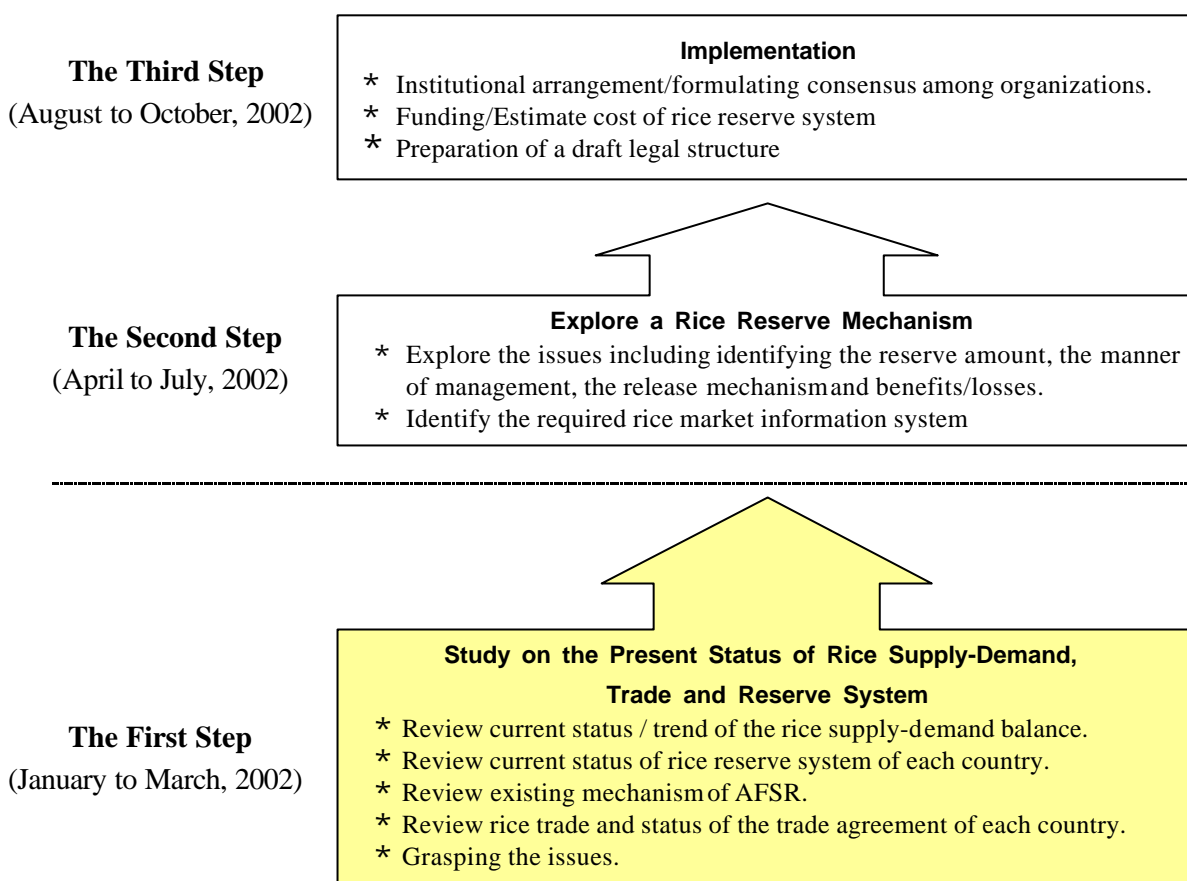 Implementation
The Third Step
(August to October, 2002)
* Institutional arrangement/formulating consensus among organizations.
* Funding/Estimate cost of rice reserve system
* Preparation of a draft legal structure
Explore a Rice Reserve Mechanism
The Second Step
(April to July, 2002)
* Explore the issues including identifying the reserve amount, the manner
of management, the release mechanism and benefits/losses.
* Identify the required rice market information system
Study on the Present Status of Rice Supply-Demand,
Trade and Reserve System
The First Step
(January to March, 2002)
* Review current status / trend of the rice supply-demand balance.
* Review current status of rice reserve system of each country.
* Review existing mechanism of AFSR.
* Review rice trade and status of the trade agreement of each country.
* Grasping the issues.